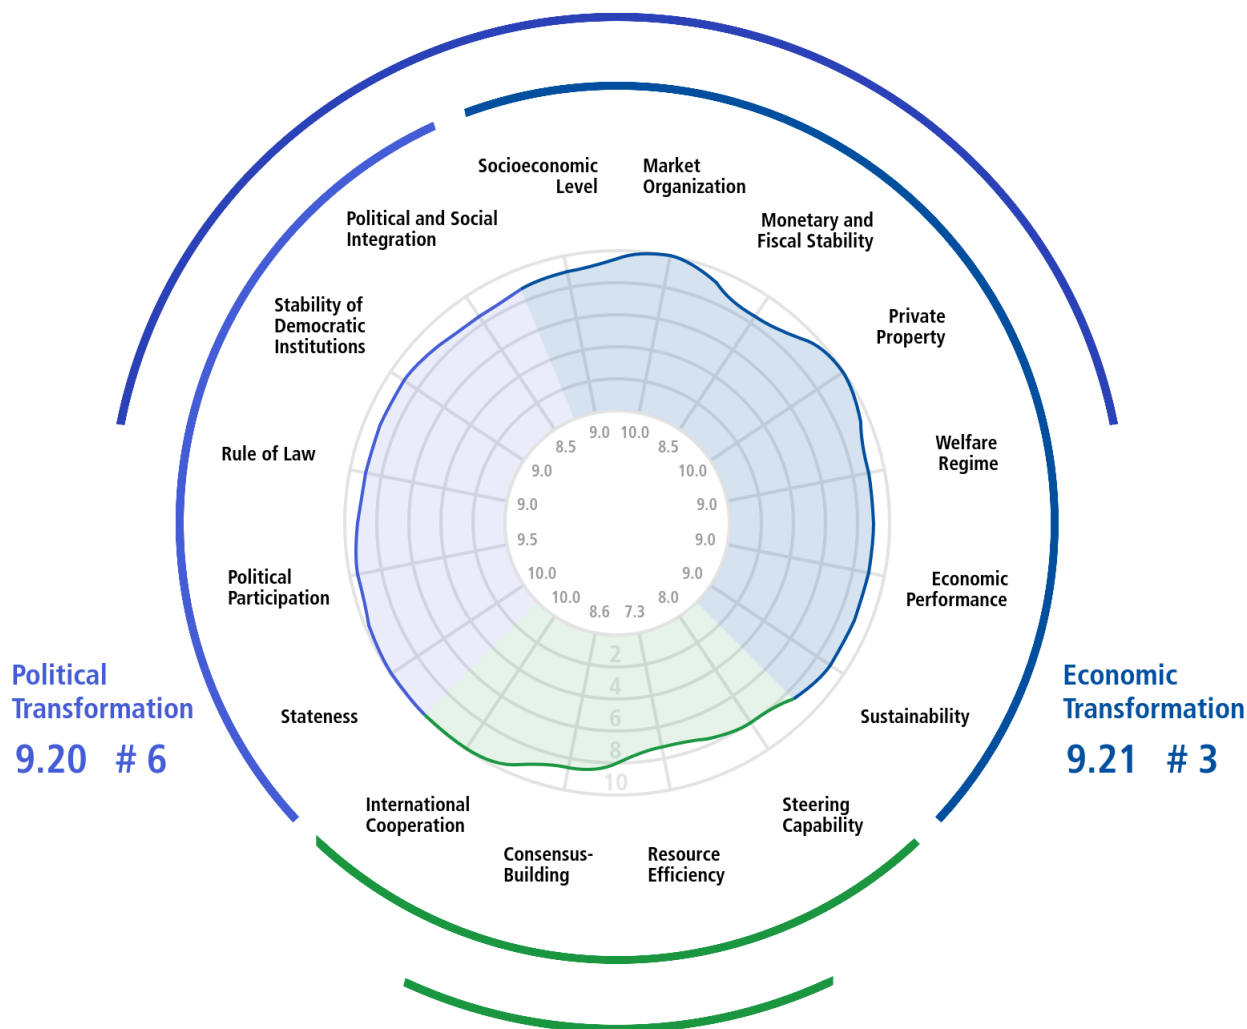 Socioeconomic
Level
Market
Organization
Political and Social
Integration
Monetary and
Fiscal Stability
Stability of
Democratic
Institutions
Private
Property
Rule of Law
Welfare
Regime
Political
Participation
Economic
Performance
Stateness
Sustainability
International
Cooperation
Steering
Capability
Consensus-
Building
Resource
Efficiency
9.0
10.0
8.5
8.5
9.0
10.0
9.0
9.0
9.5
9.0
10.0
9.0
10.0
8.0
8.6
7.3
2
4
6
8
10
Political
Transformation
9.20 # 6
Economic
Transformation
9.21 # 3